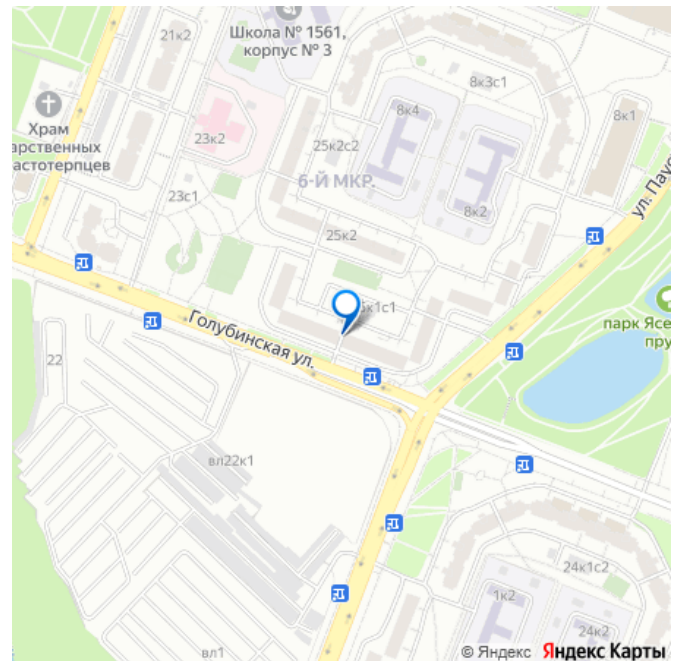 21к2
Школа № 1561,
корпус № 3
8к3с1
8к4
8к1
Храм
арственных
астотерпцев
23к2
25к2с2
6-Й МКР.
23с1
8к2
ул. Пауc
25к2
к1с1
парк Ясе
пру
Голубинская ул.
22
вл22к1
24к1с2
1к2
24к2
вл1
© Яндекс Яндекс Карты